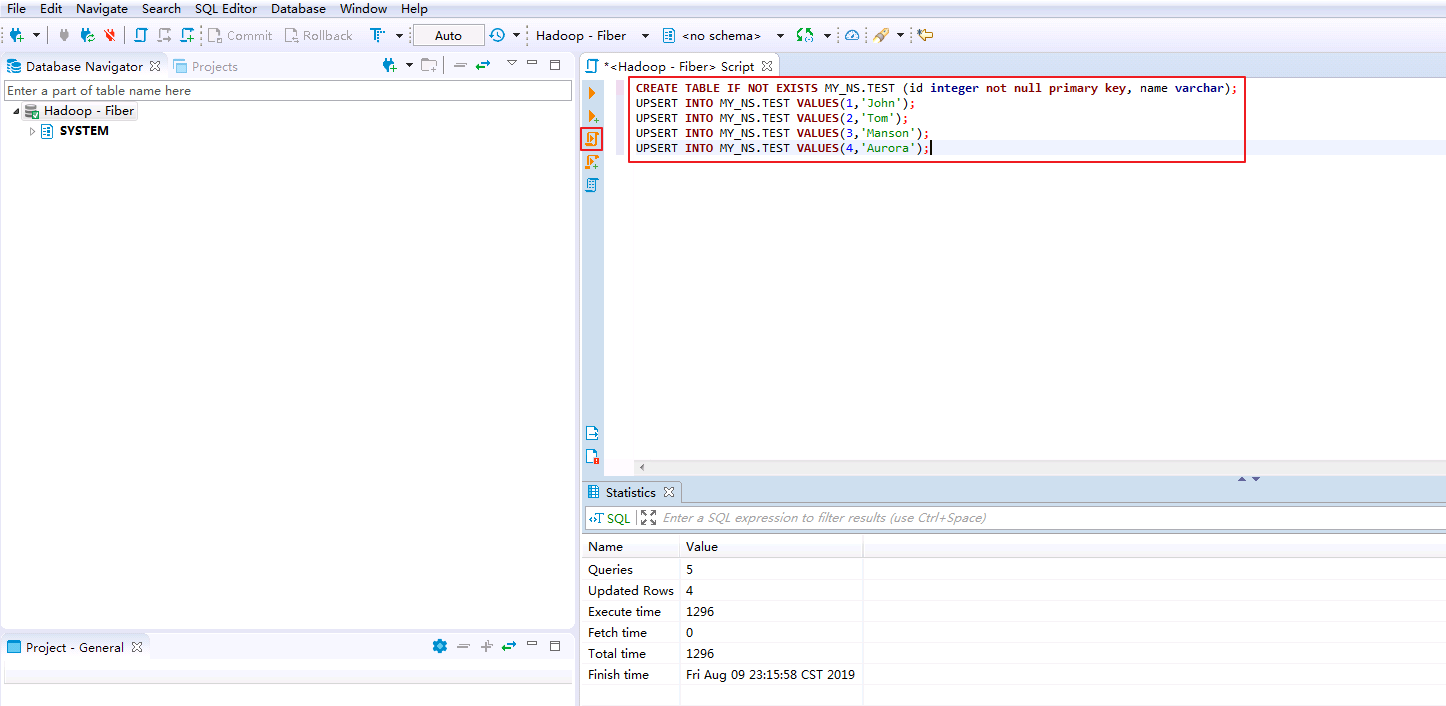 File Edit Navigate Search SQL Editor Database Window Help
Commit Rollback Auto Hadoop - Fiber <no schema>
Database Navigator Projects
Enter a part of table name here
Hadoop - Fiber
SYSTEM
*<Hadoop - Fiber> Script
CREATE TABLE IF NOT EXISTS MY_NS.TEST (id integer not null primary key, name varchar);
UPSERT INTO MY_NS.TEST VALUES(1,'John');
UPSERT INTO MY_NS.TEST VALUES(2,'Tom');
UPSERT INTO MY_NS.TEST VALUES(3,'Manson');
UPSERT INTO MY_NS.TEST VALUES(4,'Aurora');
Statistics
SQL Enter a SQL expression to filter results (use Ctrl+Space)
Name Value
Queries 5
Updated Rows 4
Execute time 1296
Fetch time 0
Total time 1296
Finish time Fri Aug 09 23:15:58 CST 2019
Project - General